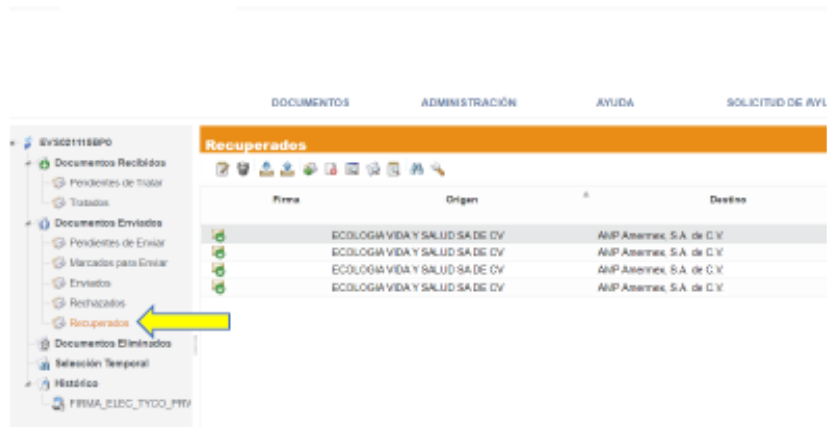 DOCUMENTOS ADMINISTRACIÓN AYUDA SOLICITUD DE AYU
EVS021115BP0
Documentos Recibidos
Pendientes de Tratar
Tratados
Documentos Enviados
Pendientes de Enviar
Marcados para Enviar
Enviados
Rechazados
Recuperados
Documentos Eliminados
Selección Temporal
Histórico
FIRMA_ELEC_TYCO_PRV
Recuperados
Firma Origen Destino
ECOLOGIA VIDA Y SALUD SA DE CV AMP Amermex, S.A. de C.V.
ECOLOGIA VIDA Y SALUD SA DE CV AMP Amermex, S.A. de C.V.
ECOLOGIA VIDA Y SALUD SA DE CV AMP Amermex, S.A. de C.V.
ECOLOGIA VIDA Y SALUD SA DE CV AMP Amermex, S.A. de C.V.